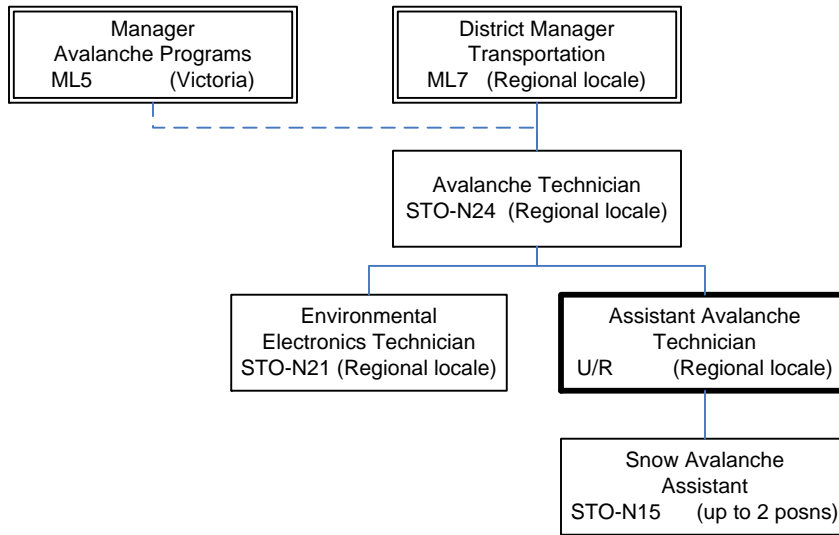 Manager
Avalanche Programs
ML5 (Victoria)
District Manager
Transportation
ML7 (Regional locale)
Avalanche Technician
STO-N24 (Regional locale)
Environmental
Electronics Technician
STO-N21 (Regional locale)
Assistant Avalanche
Technician
U/R (Regional locale)
Snow Avalanche
Assistant
STO-N15 (up to 2 posns)